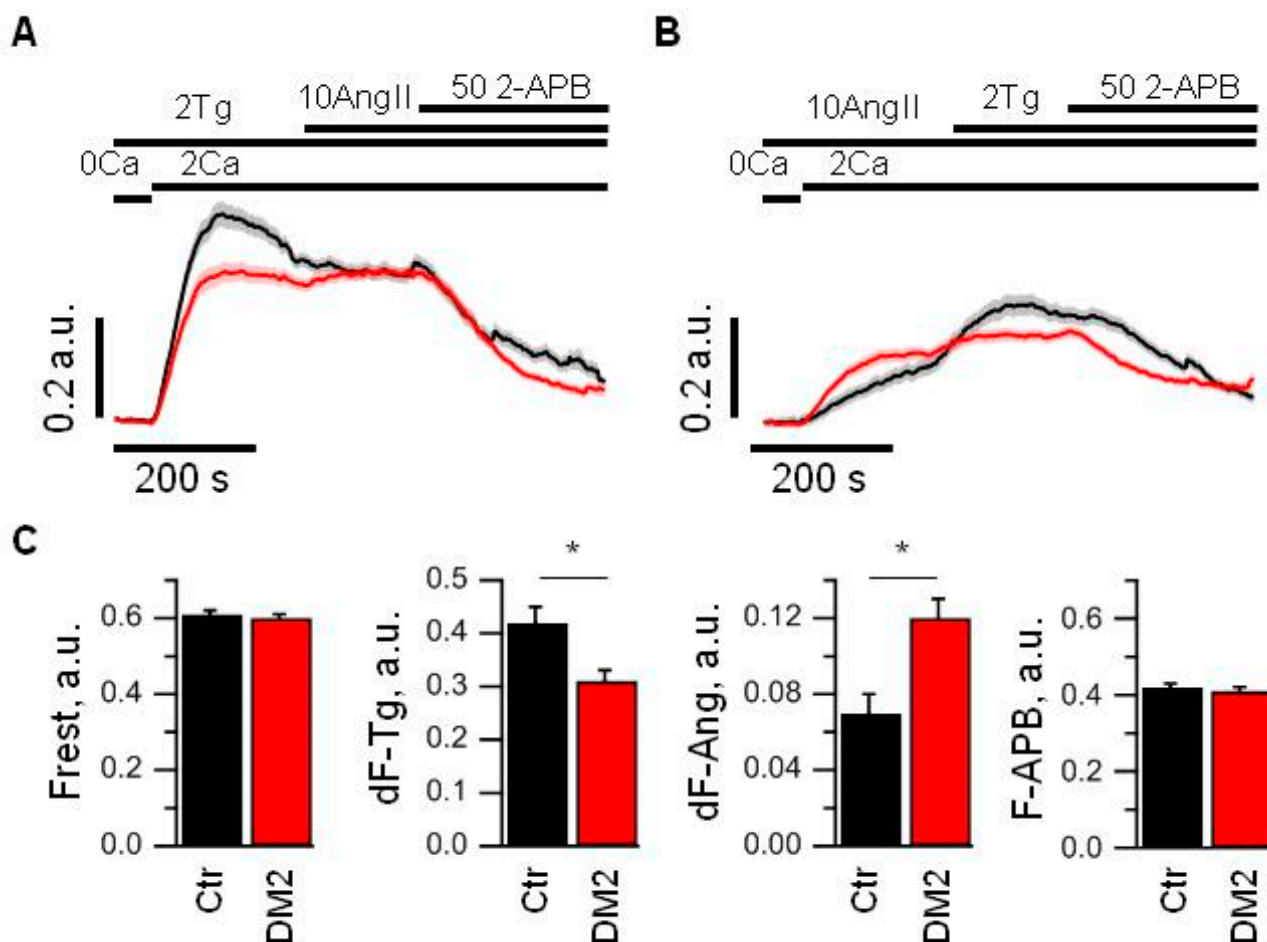 A
50 2-APB
10AngII
2Tg
0Ca 2Ca
0.2 a.u.
200 s
B
50 2-APB
10AngII 2Tg
0Ca 2Ca
0.2 a.u.
200 s
C
Frest, a.u.
0.6
0.4
0.2
0.0
Ctr
DM2
dF-Tg, a.u.
0.5
0.4
0.3
0.2
0.1
0.0
*
Ctr
DM2
dF-Ang, a.u.
0.12
0.08
0.04
0.00
*
Ctr
DM2
F-APB, a.u.
0.6
0.4
0.2
0.0
Ctr
DM2